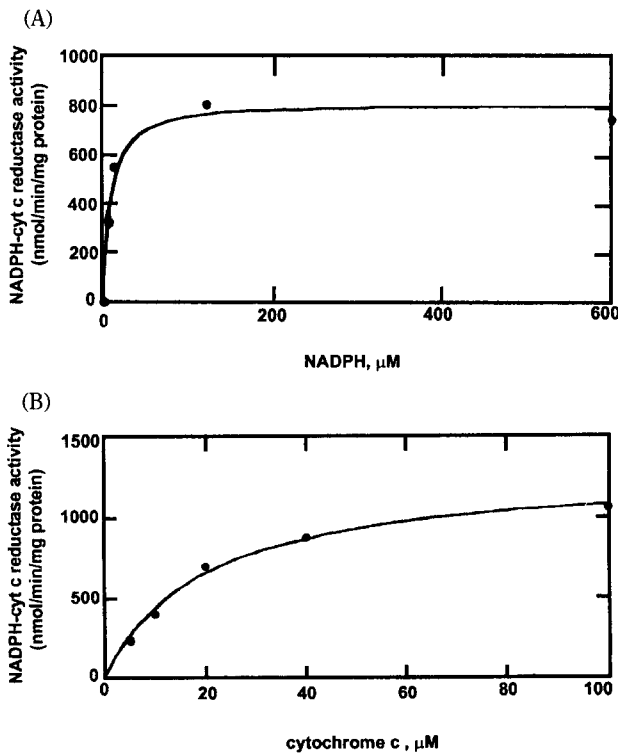 (A)
NADPH-cyt c reductase activity
(nmol/min/mg protein)
1000
800
600
400
200
0
0
200
400
600
NADPH, μM
(B)
NADPH-cyt c reductase activity
(nmol/min/mg protein)
1500
1000
500
0
0
20
40
60
80
100
cytochrome c , μM